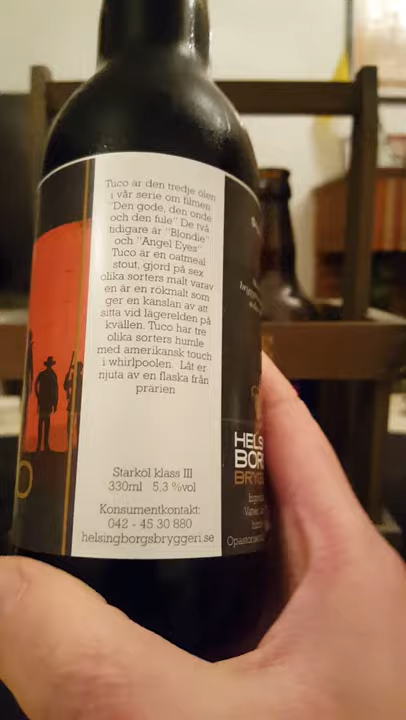 Tuco är den tredje ölen
i vår serie om filmen
"Den gode, den onde
och den fule" De två
tidigare är "Blondie"
och "Angel Eyes"
Tuco är en oatmeal
stout, gjord på sex
olika sorters malt varav
en är en rökmalt som
ger en känslan av att
sitta vid lägerelden på
kvällen. Tuco har tre
olika sorters humle
med amerikansk touch
i whirlpoolen. Låt er
njuta av en flaska från
prärien
Starköl klass III
330ml 5,3 %vol
Konsumentkontakt:
042 - 45 30 880
helsingborgsbryggeri.se
O
HELS
BOR
BRYG